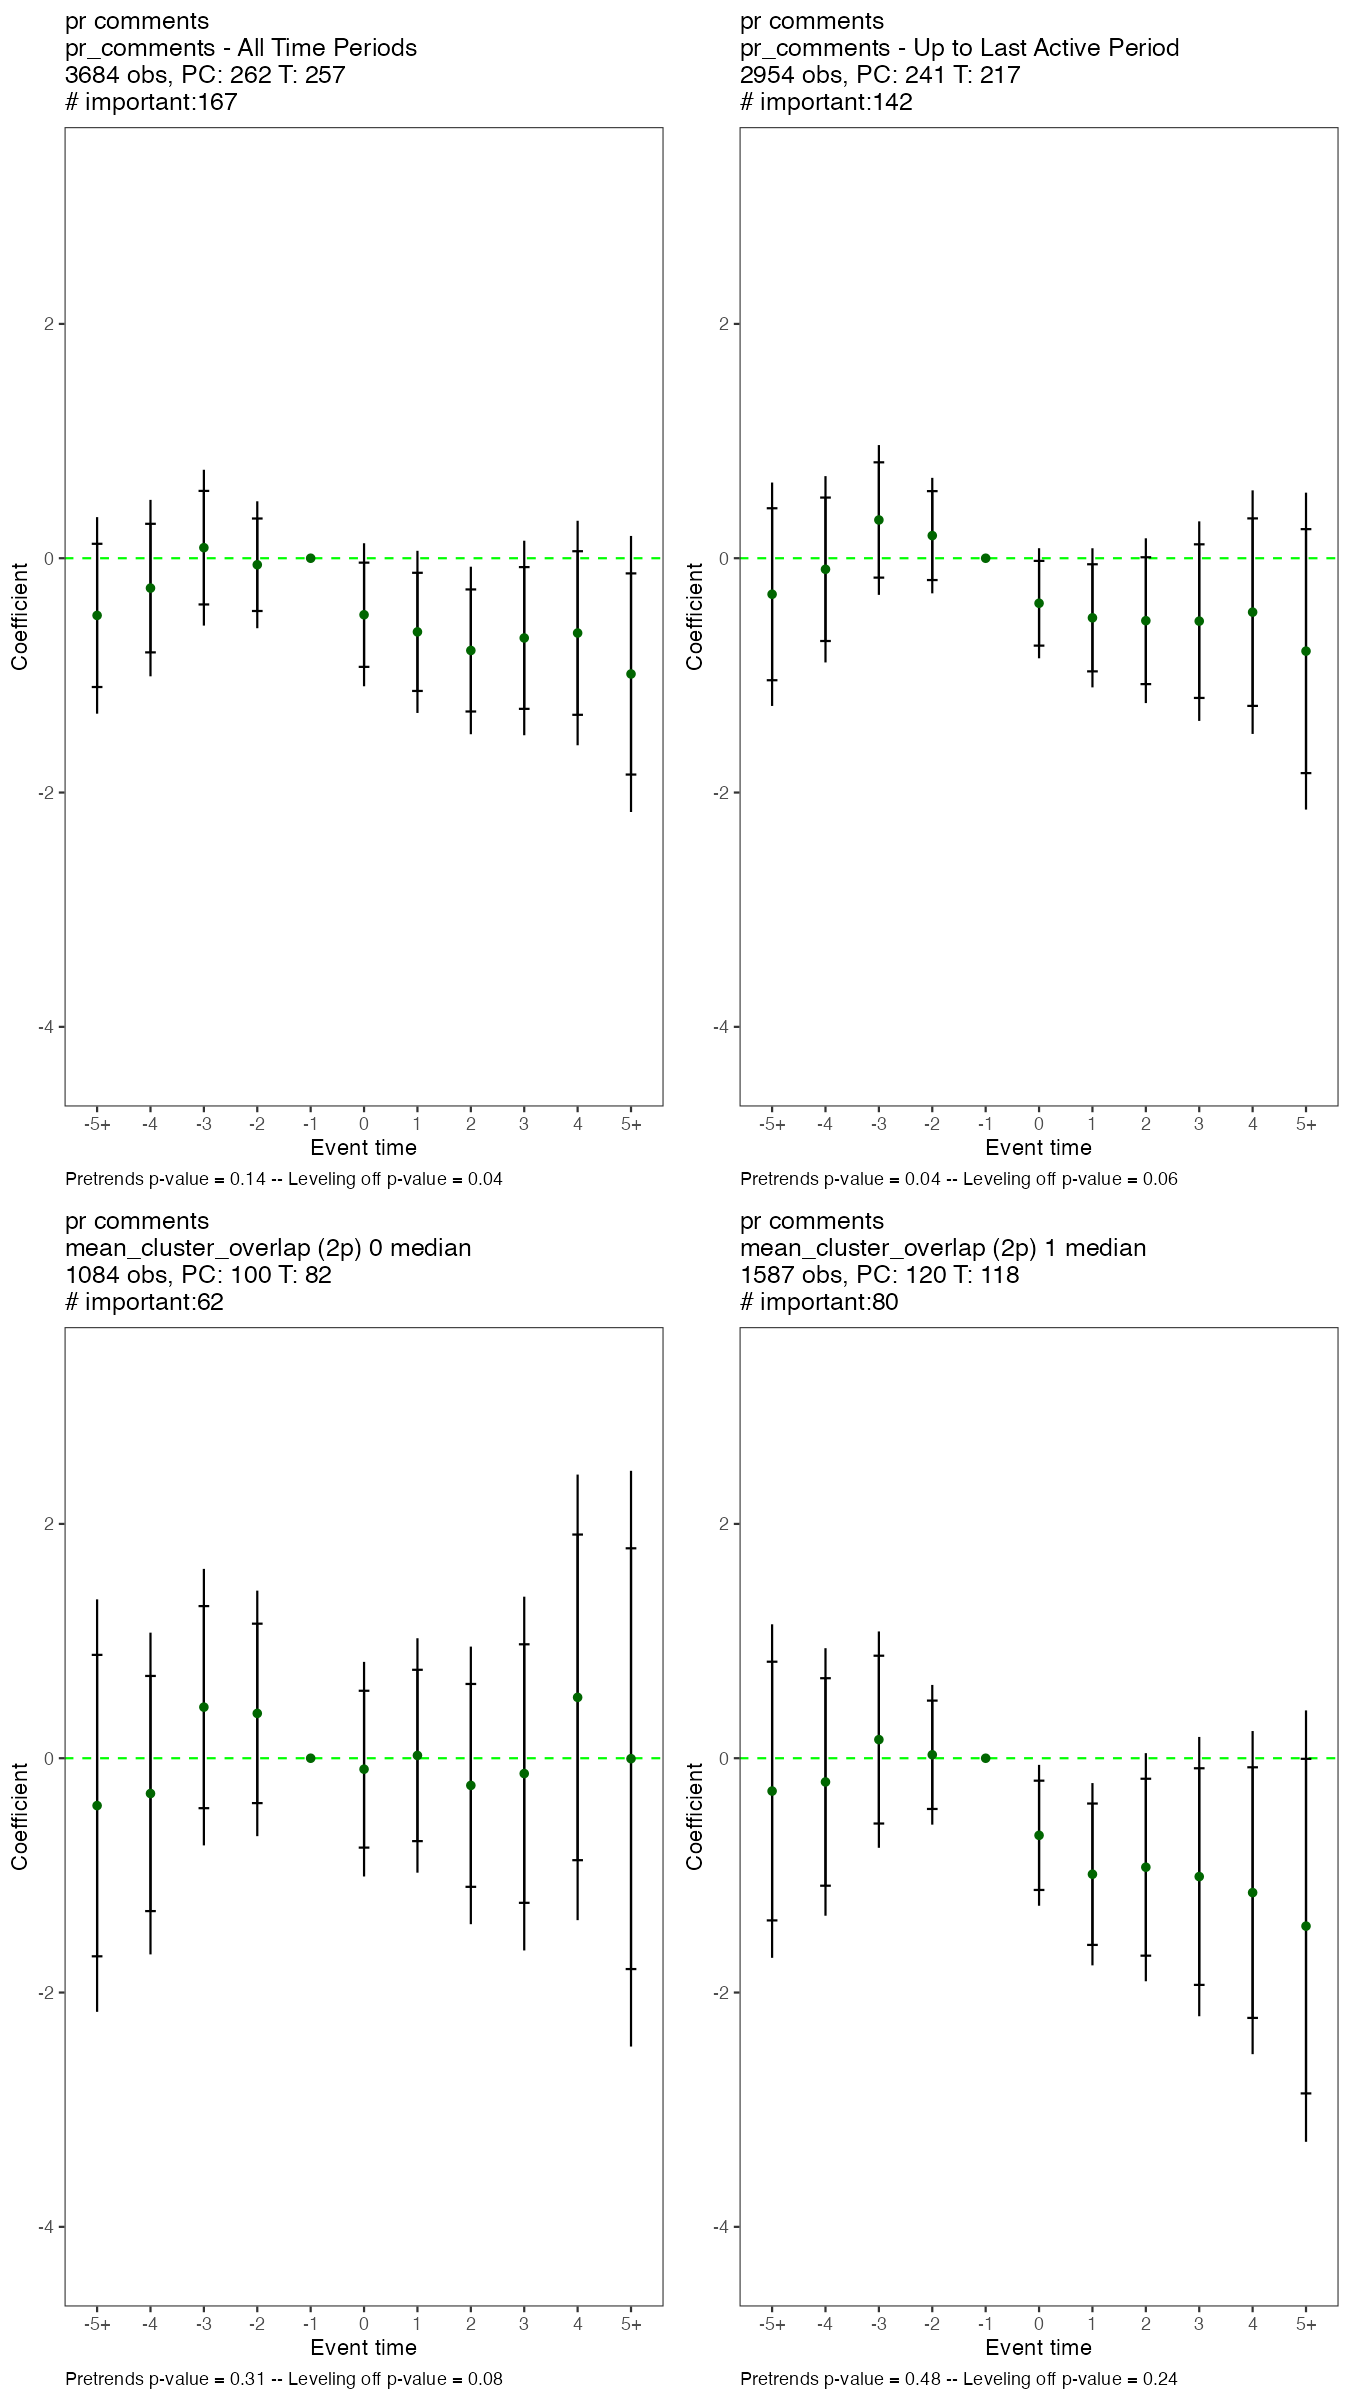 pr comments
pr_comments - All Time Periods
3684 obs, PC: 262 T: 257
# important:167
2
0
-2
-4
Coefficient
-5+ -4 -3 -2 -1 0 1 2 3 4 5+
Event time
Pretrends p-value = 0.14 -- Leveling off p-value = 0.04
pr comments
pr_comments - Up to Last Active Period
2954 obs, PC: 241 T: 217
# important:142
2
0
-2
-4
Coefficient
-5+ -4 -3 -2 -1 0 1 2 3 4 5+
Event time
Pretrends p-value = 0.04 -- Leveling off p-value = 0.06
pr comments
mean_cluster_overlap (2p) 0 median
1084 obs, PC: 100 T: 82
# important:62
2
0
-2
-4
Coefficient
-5+ -4 -3 -2 -1 0 1 2 3 4 5+
Event time
Pretrends p-value = 0.31 -- Leveling off p-value = 0.08
pr comments
mean_cluster_overlap (2p) 1 median
1587 obs, PC: 120 T: 118
# important:80
2
0
-2
-4
Coefficient
-5+ -4 -3 -2 -1 0 1 2 3 4 5+
Event time
Pretrends p-value = 0.48 -- Leveling off p-value = 0.24